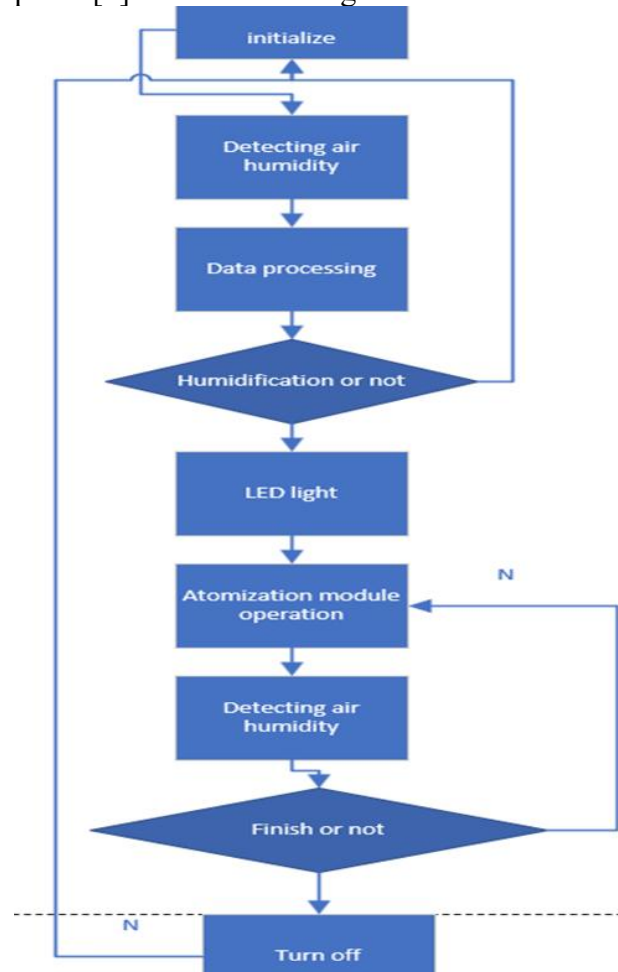 initialize
Detecting air
humidity
Data processing
Humidification or not
LED light
Atomization module
operation
N
Detecting air
humidity
Finish or not
N
Turn off